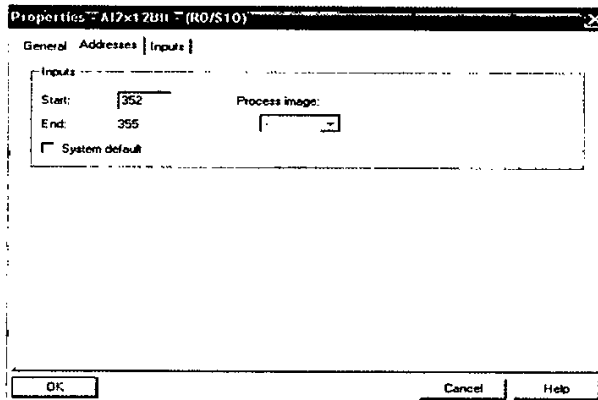 Properties - AI2x12Bit - (R0/S10)
General Addresses Inputs
Inputs
Start: 352 Process image:
End: 355 -
System default
OK Cancel Help